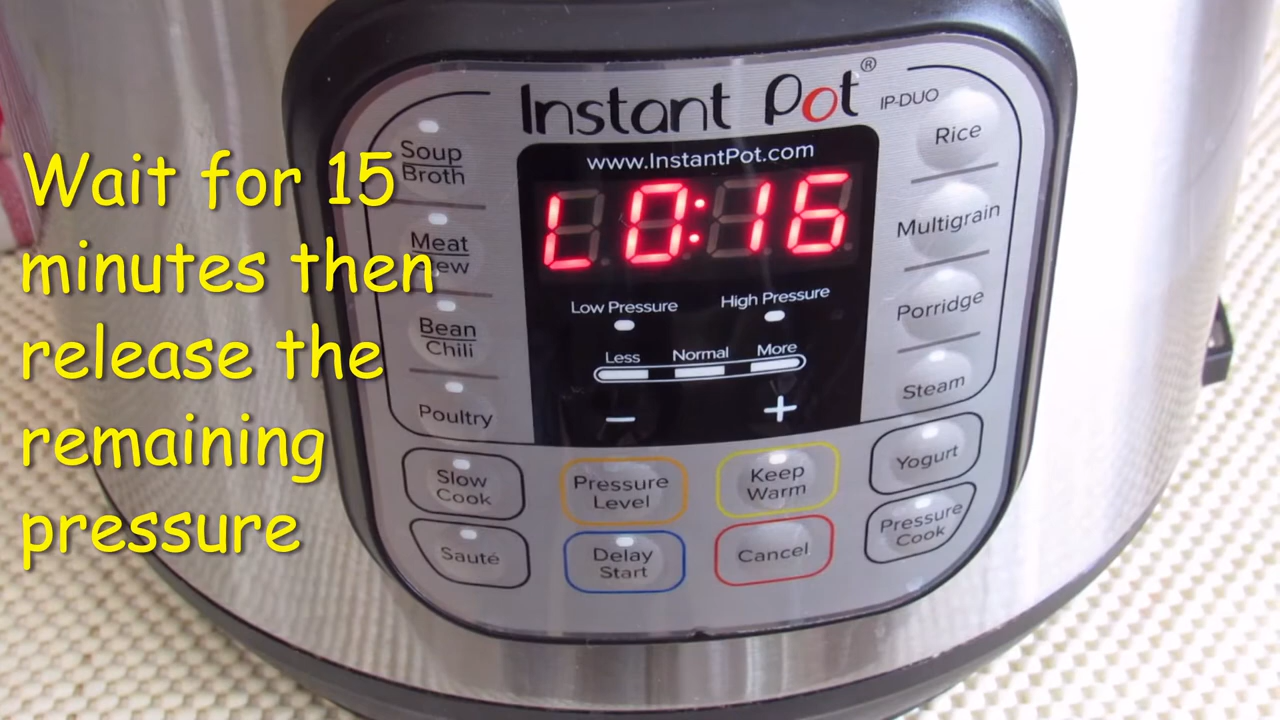 Wait for 15
minutes then
release the
remaining
pressure
Instant Pot®
IP-DUO
www.InstantPot.com
L0:16
Low Pressure
High Pressure
Less Normal More
− +
Soup
Broth
Meat
Bean
Chili
Poultry
Rice
Multigrain
Porridge
Steam
Slow
Cook
Pressure
Level
Keep
Warm
Yogurt
Sauté
Delay
Start
Cancel
Pressure
Cook